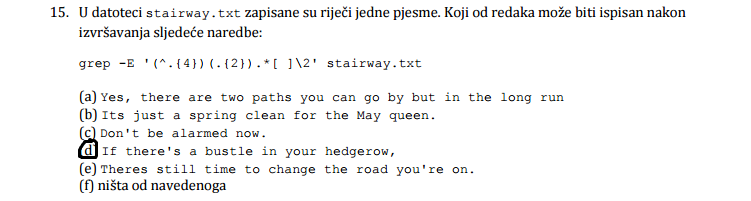 15. U datoteci stairway.txt zapisane su riječi jedne pjesme. Koji od redaka može biti ispisan nakon
izvršavanja sljedeće naredbe:
grep -E '(^.{4})(.{2}).*[ ]\2' stairway.txt
(a) Yes, there are two paths you can go by but in the long run
(b) Its just a spring clean for the May queen.
(c) Don't be alarmed now.
(d) If there's a bustle in your hedgerow,
(e) Theres still time to change the road you're on.
(f) ništa od navedenoga